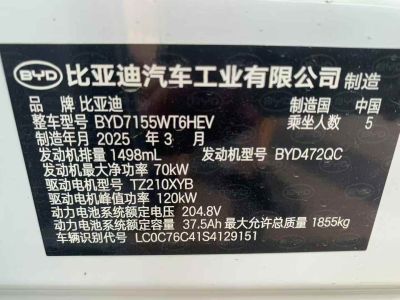 BYD 比亚迪汽车工业有限公司 制造
品牌 比亚迪 制造国 中国
整车型号 BYD7155WT6HEV 乘坐人数 5
制造年月 2025 年 3 月
发动机排量 1498mL 发动机型号 BYD472QC
发动机最大净功率 70kW
驱动电机型号 TZ210XYB
驱动电机峰值功率 120kW
动力电池系统额定电压 204.8V
动力电池系统额定容量 37.5Ah 最大允许总质量 1855kg
车辆识别代号 LC0C76C41S4129151